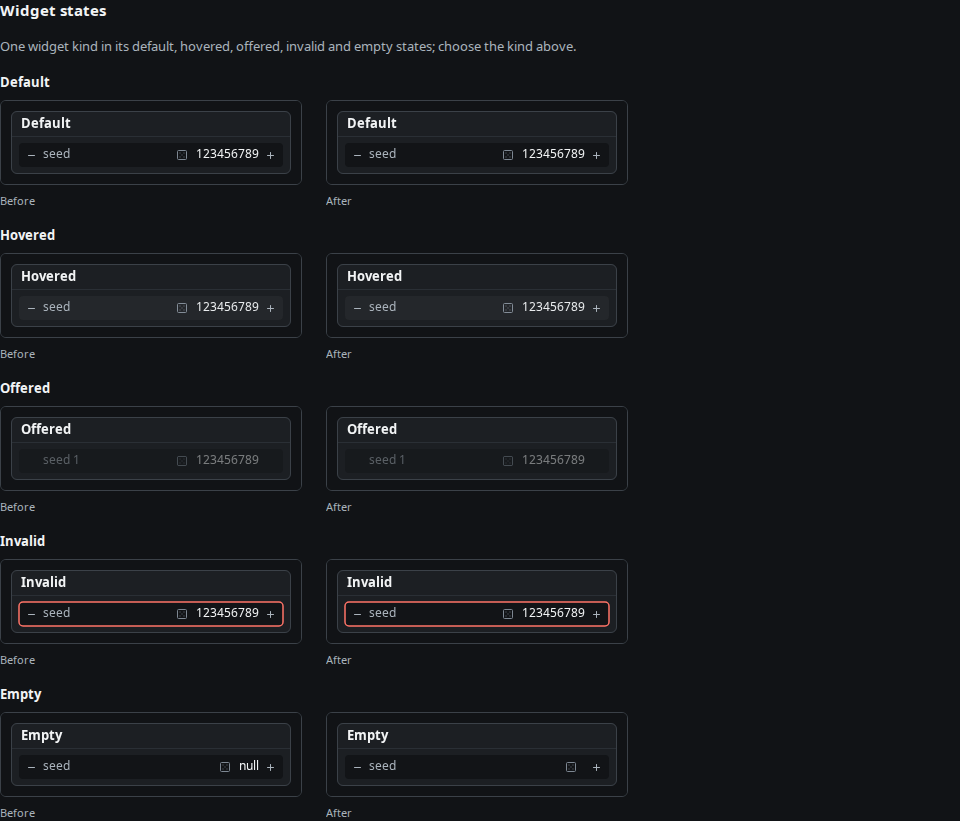 Widget states
One widget kind in its default, hovered, offered, invalid and empty states; choose the kind above.
Default
Default
− seed 123456789 +
Default
− seed 123456789 +
Before
After
Hovered
Hovered
− seed 123456789 +
Hovered
− seed 123456789 +
Before
After
Offered
Offered
seed 1 123456789
Offered
seed 1 123456789
Before
After
Invalid
Invalid
− seed 123456789 +
Invalid
− seed 123456789 +
Before
After
Empty
Empty
− seed null +
Empty
− seed +
Before
After